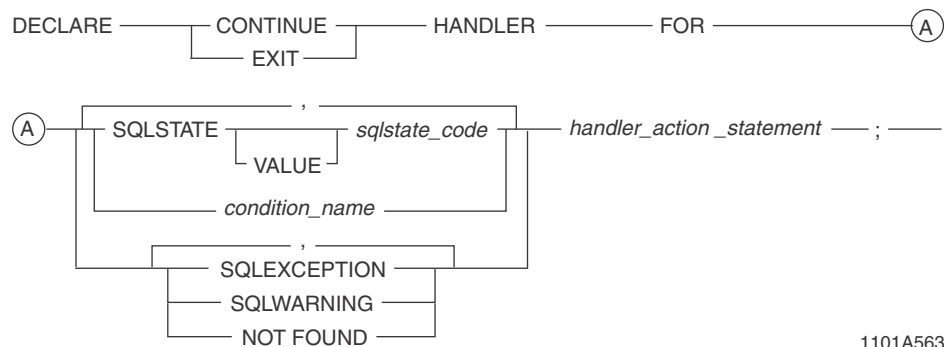 DECLARE CONTINUE HANDLER FOR A
EXIT
,
A SQLSTATE sqlstate_code handler_action _statement ;
VALUE
condition_name
,
SQLEXCEPTION
SQLWARNING
NOT FOUND
1101A563